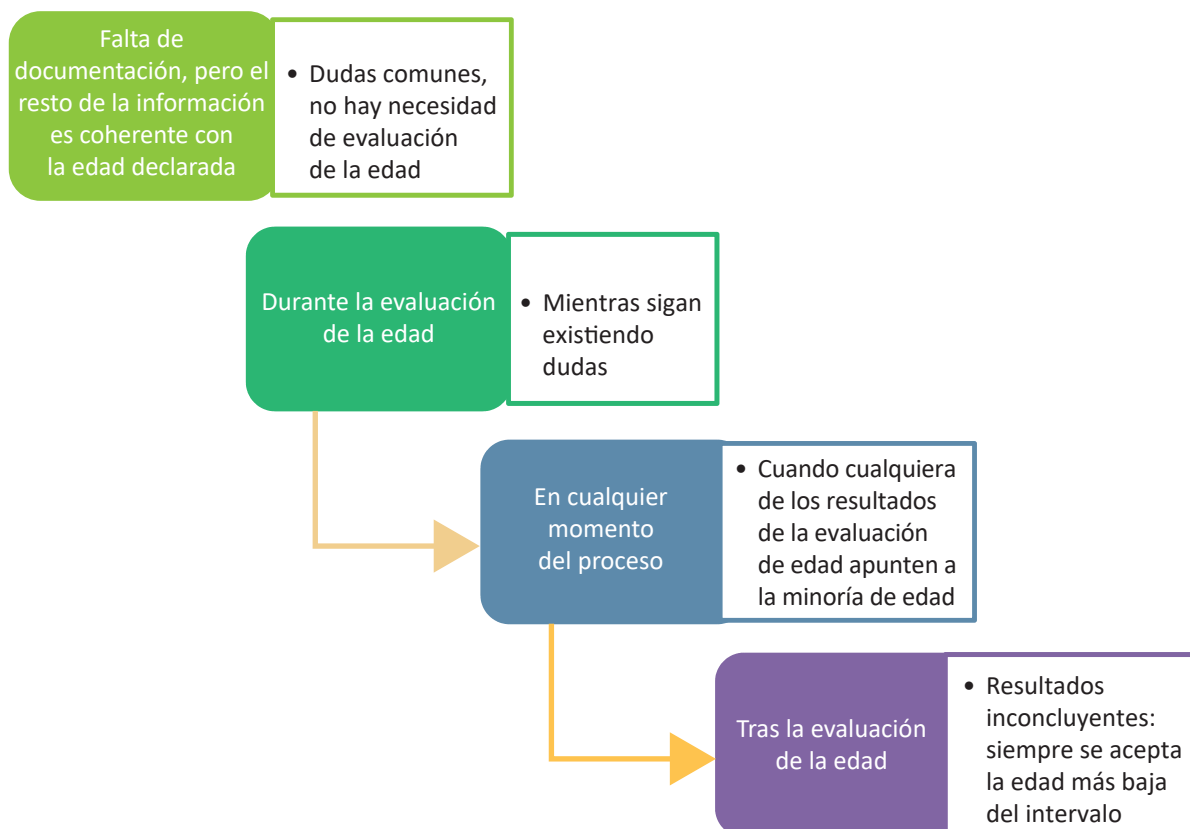 Falta de
documentación, pero el
resto de la información
es coherente con
la edad declarada
• Dudas comunes,
no hay necesidad
de evaluación
de la edad
Durante la evaluación
de la edad
• Mientras sigan
existiendo
dudas
En cualquier
momento
del proceso
• Cuando cualquiera
de los resultados
de la evaluación
de edad apunten a
la minoría de edad
Tras la evaluación
de la edad
• Resultados
inconcluyentes:
siempre se acepta
la edad más baja
del intervalo